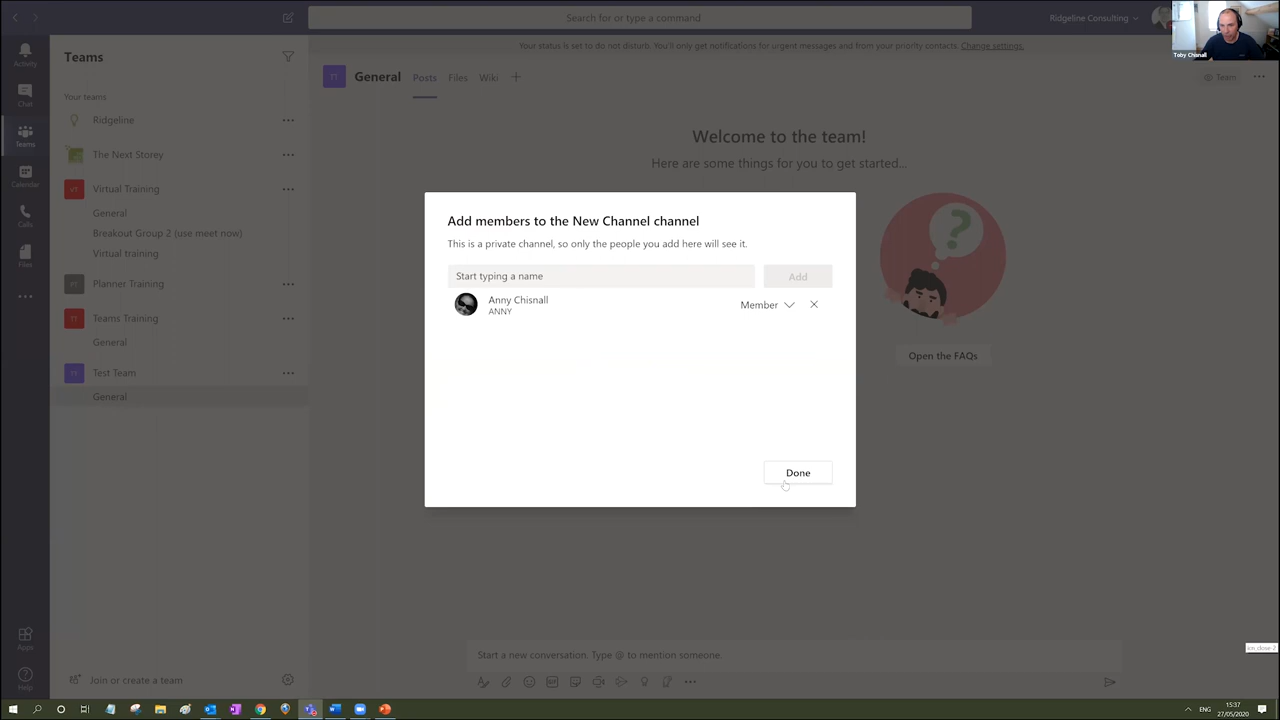 Search for or type a command
Ridgeline Consulting
Toby Chisnall
Activity
Chat
Teams
Calendar
Calls
Files
Apps
Help
Teams
Your teams
Ridgeline
The Next Storey
VT
Virtual Training
General
Breakout Group 2 (use meet now)
Virtual training
Planner Training
Teams Training
General
TT
Test Team
General
Join or create a team
Your status is set to do not disturb. You'll only get notifications for urgent messages and from your priority contacts. Change settings.
TT
General
Posts
Files
Wiki
Team
Welcome to the team!
Here are some things for you to get started...
Open the FAQs
Add members to the New Channel channel
This is a private channel, so only the people you add here will see it.
Start typing a name
Add
Anny Chisnall
ANNY
Member
Done
Start a new conversation. Type @ to mention someone.
ENG
15:37
27/05/2020